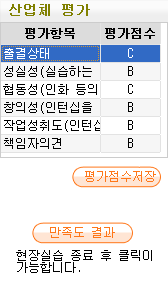 산업체 평가
평가항목 평가점수
출결상태 C
성실성(실습하는 B
협동성(인화 등의 C
창의성(인턴십을 B
작업성취도(인턴십 B
책임자의견 B
평가점수저장
만족도 결과
현장실습 종료 후 클릭이
가능합니다.